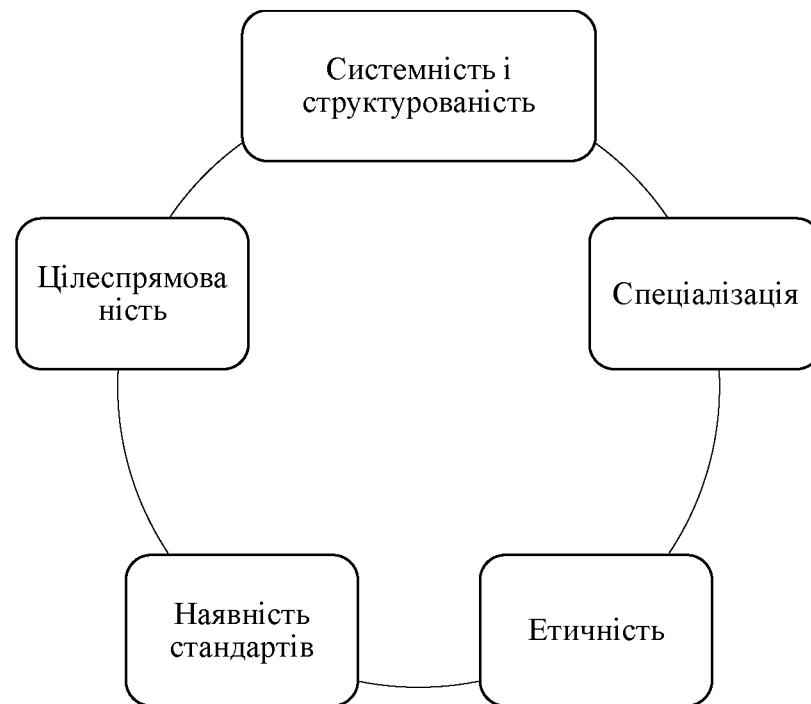 Системність і
структурованість
Спеціалізація
Етичність
Наявність
стандартів
Цілеспрямова
ність